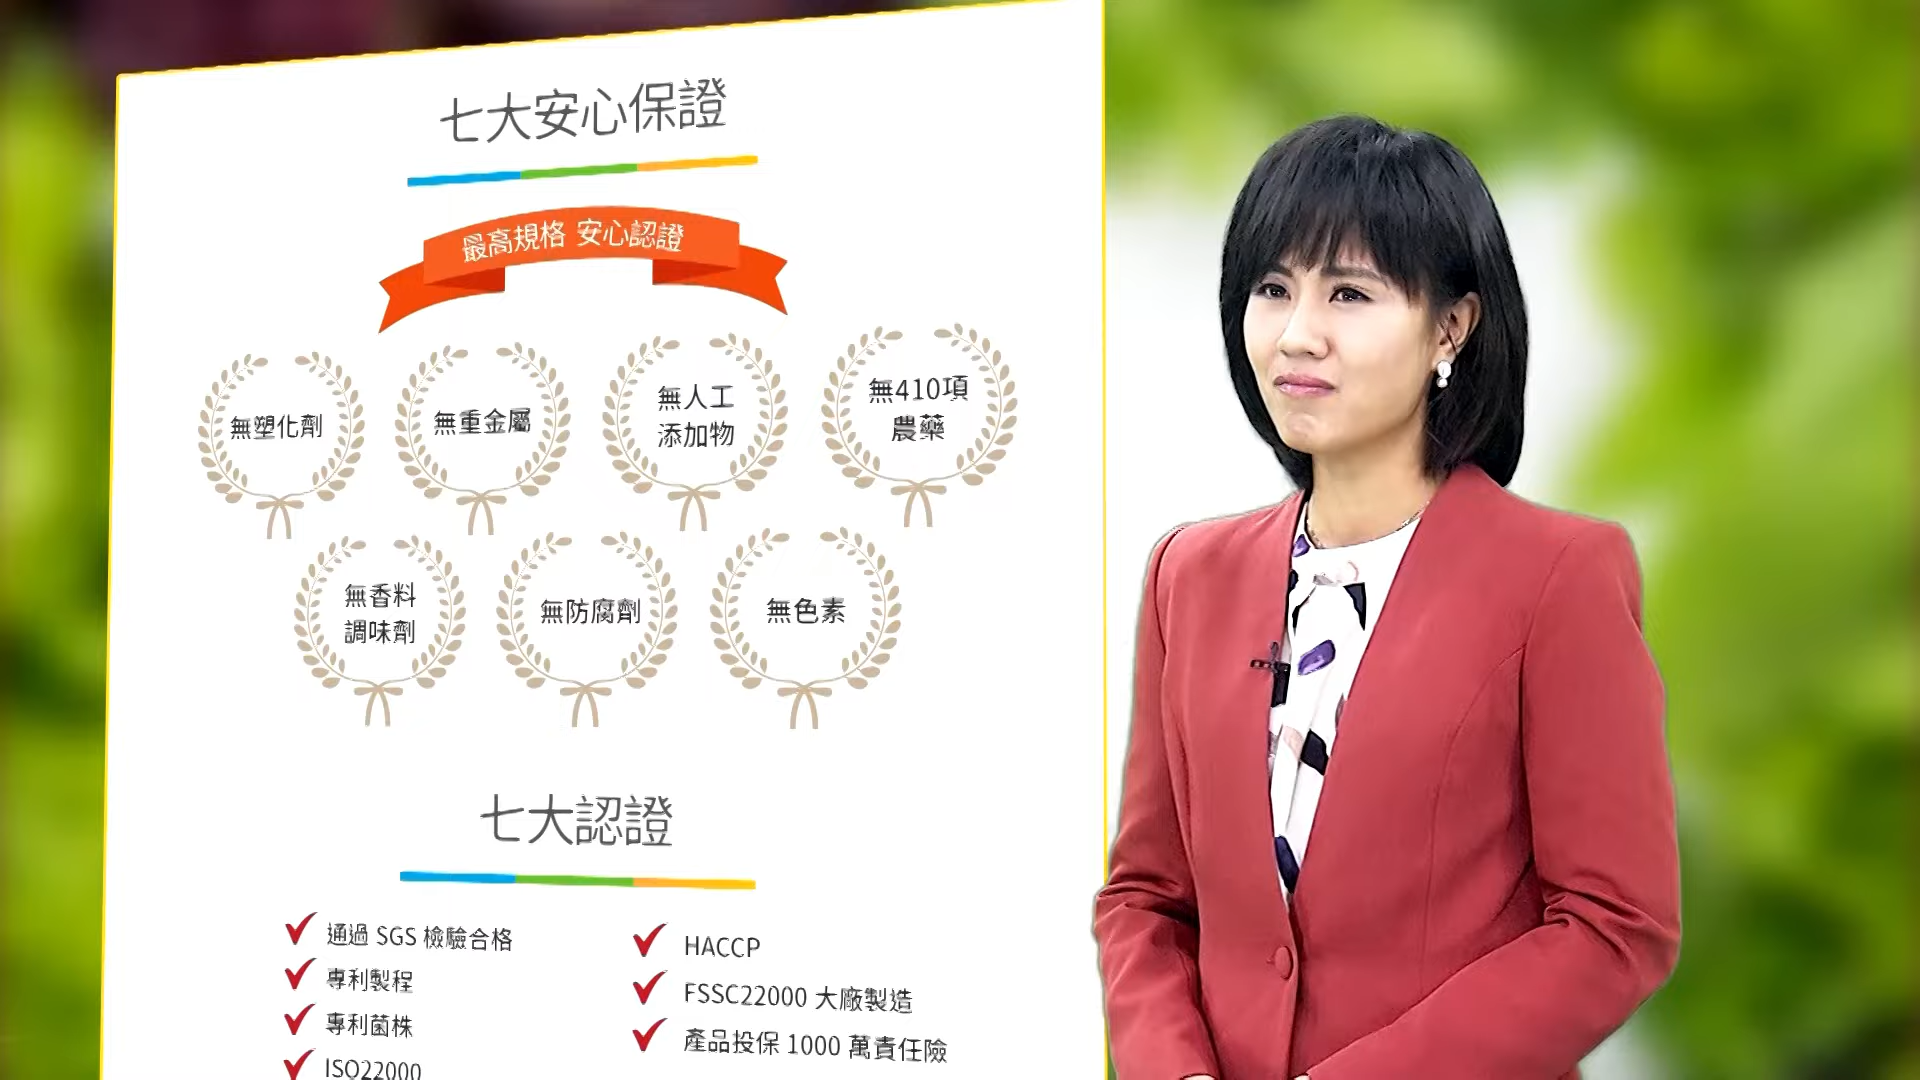 七大安心保證
最高規格 安心認證
無塑化劑
無重金屬
無人工
添加物
無410項
農藥
無香料
調味劑
無防腐劑
無色素
七大認證
通過 SGS 檢驗合格
專利製程
專利菌株
ISO22000
HACCP
FSSC22000 大廠製造
產品投保 1000 萬責任險